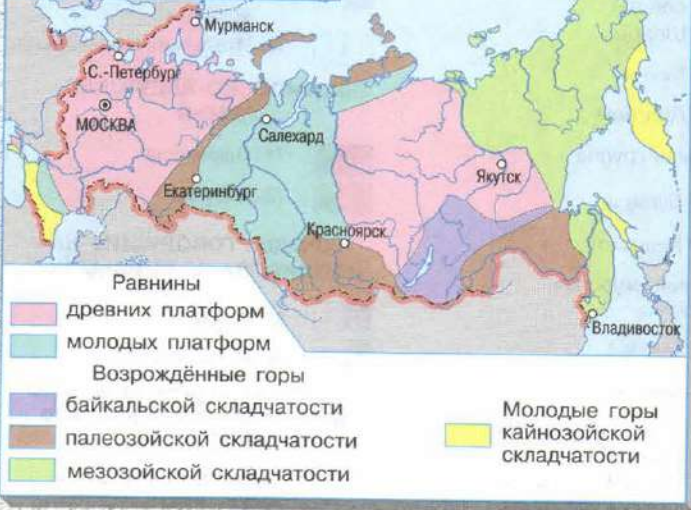 Мурманск
С.-Петербург
МОСКВА
Салехард
Екатеринбург
Якутск
Красноярск
Владивосток
Равнины
древних платформ
молодых платформ
Возрождённые горы
байкальской складчатости
палеозойской складчатости
мезозойской складчатости
Молодые горы
кайнозойской
складчатости